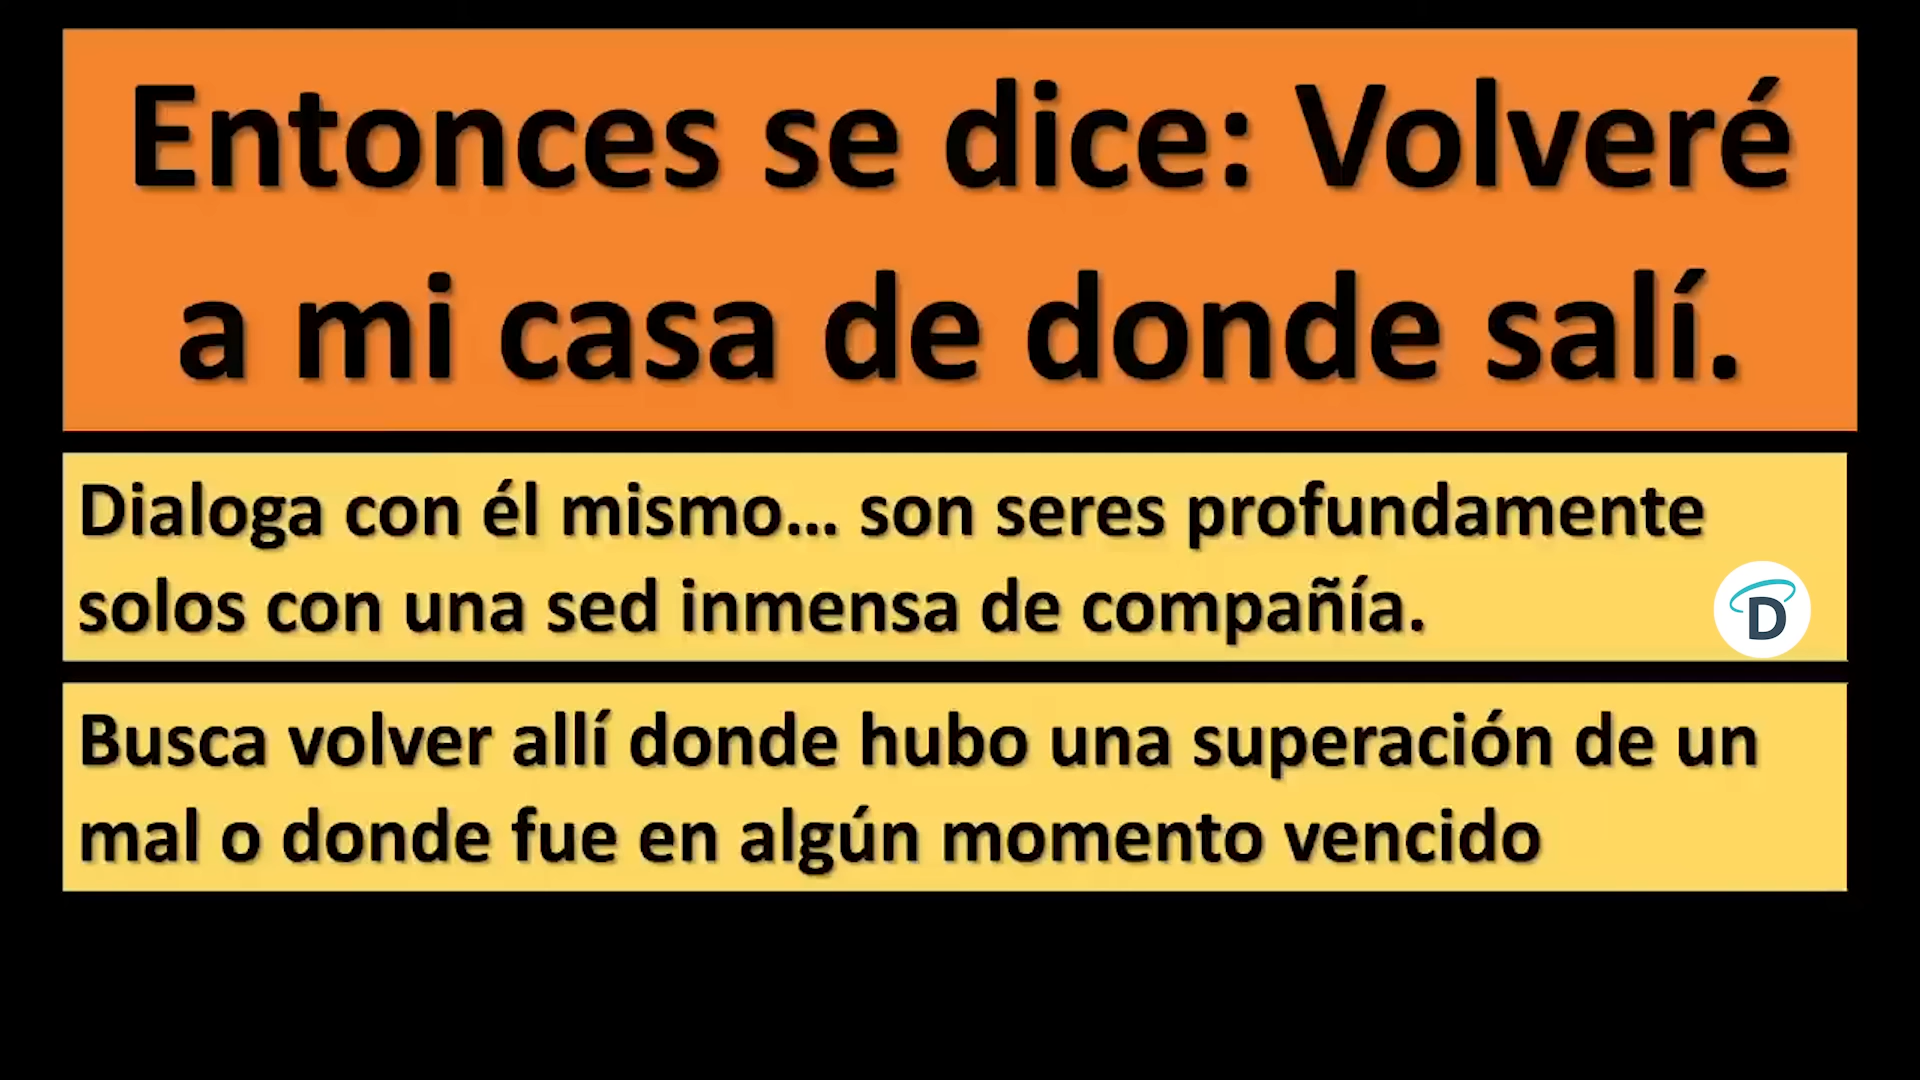 Entonces se dice: Volveré
a mi casa de donde salí.
Dialoga con él mismo... son seres profundamente
solos con una sed inmensa de compañía.
D
Busca volver allí donde hubo una superación de un
mal o donde fue en algún momento vencido